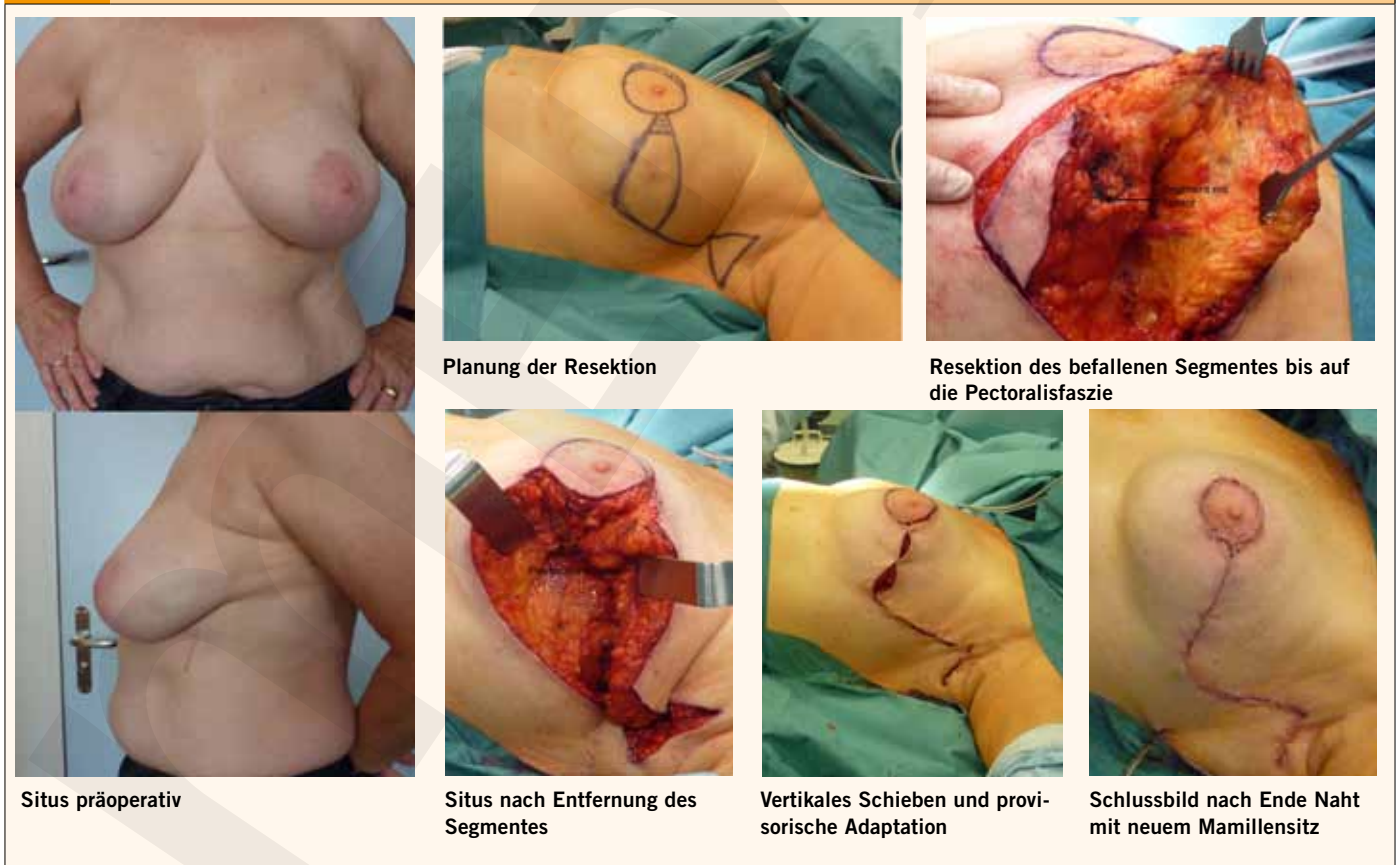 Planung der Resektion
Resektion des befallenen Segmentes bis auf
die Pectoralisfaszie
Situs präoperativ
Situs nach Entfernung des
Segmentes
Vertikales Schieben und provi-
sorische Adaptation
Schlussbild nach Ende Naht
mit neuem Mamillensitz